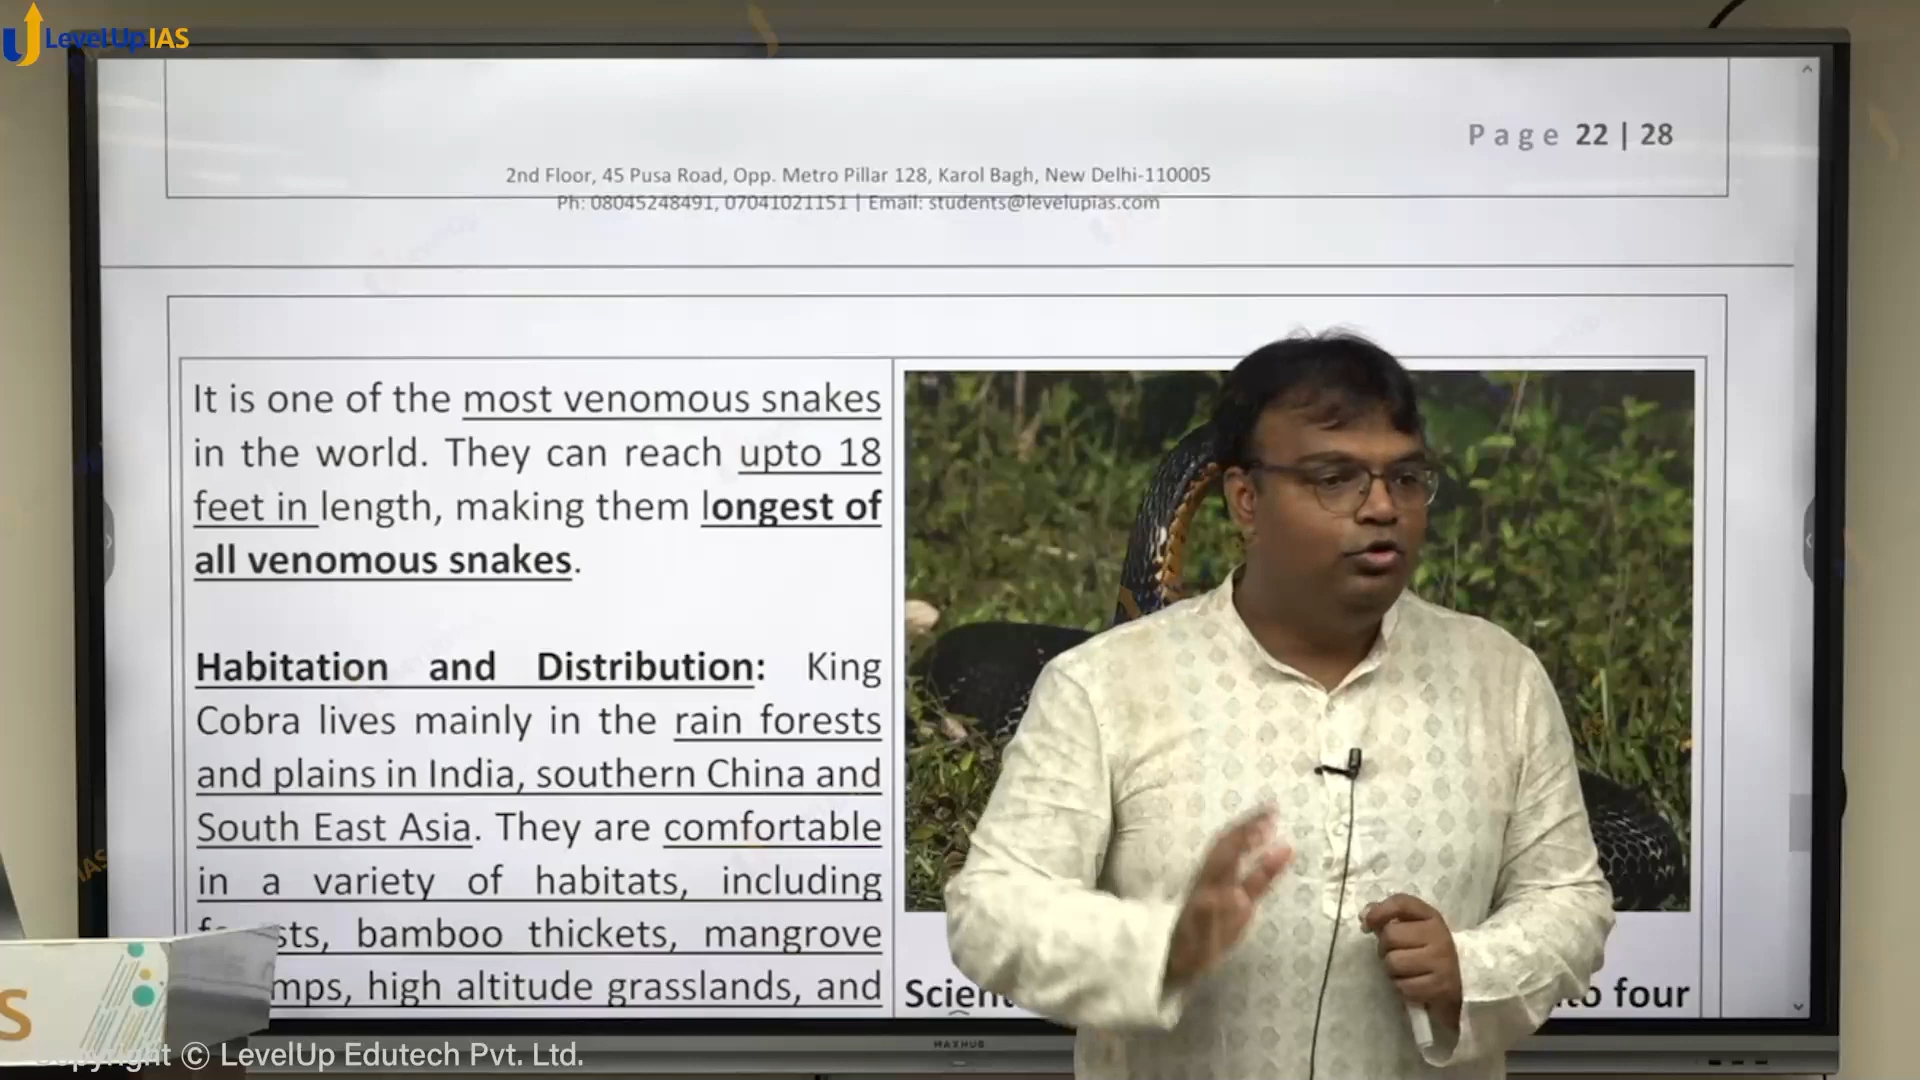 LevelUp IAS
Page 22 | 28
2nd Floor, 45 Pusa Road, Opp. Metro Pillar 128, Karol Bagh, New Delhi-110005
Ph: 08045248491, 07041021151 | Email: students@levelupias.com
It is one of the most venomous snakes
in the world. They can reach upto 18
feet in length, making them longest of
all venomous snakes.
Habitation and Distribution: King
Cobra lives mainly in the rain forests
and plains in India, southern China and
South East Asia. They are comfortable
in a variety of habitats, including
bamboo thickets, mangrove
high altitude grasslands, and
four
MAXHUB
Copyright © LevelUp Edutech Pvt. Ltd.